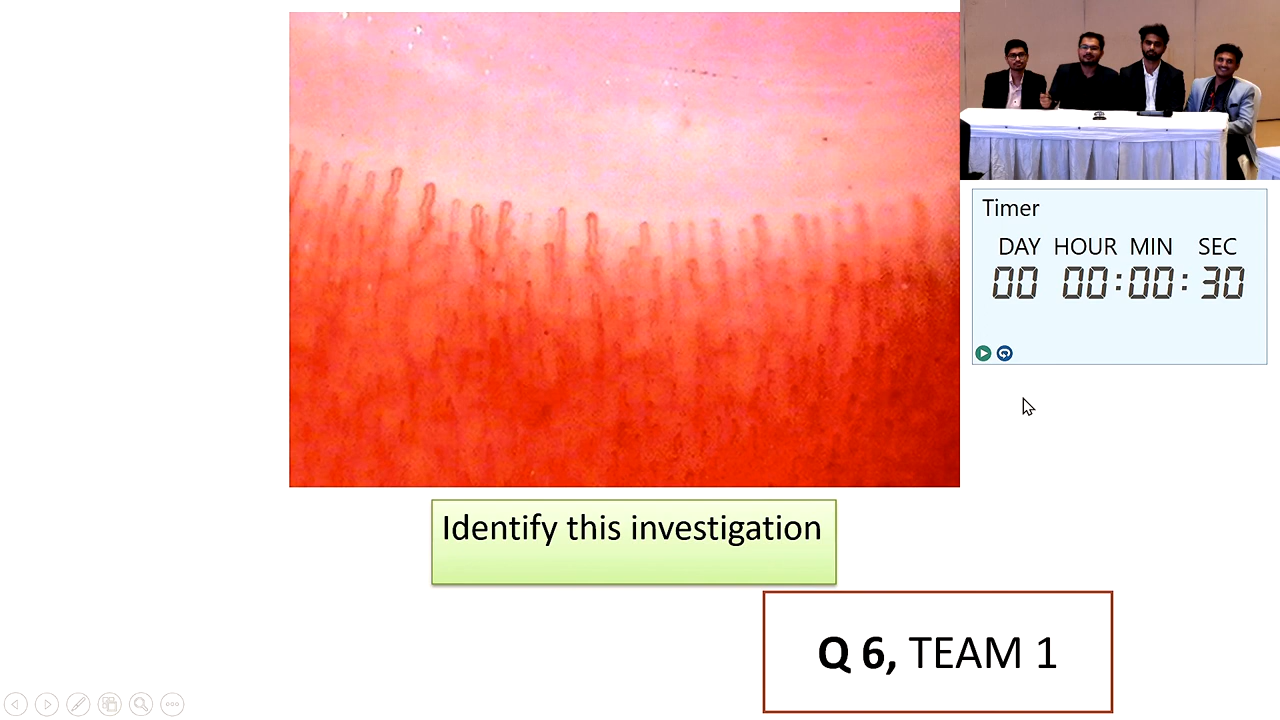 Timer
DAY HOUR MIN SEC
00 00:00:30
Identify this investigation
Q 6, TEAM 1